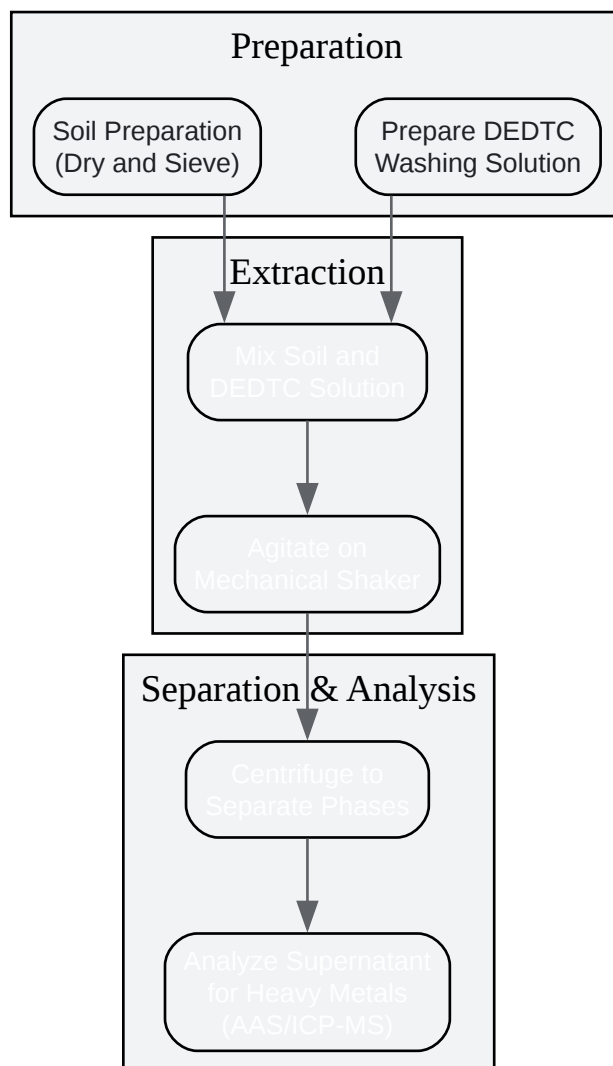 Preparation
Soil Preparation
(Dry and Sieve)
Prepare DEDTC
Washing Solution
Extraction
Mix Soil and
DEDTC Solution
Agitate on
Mechanical Shaker
Separation & Analysis
Centrifuge to
Separate Phases
Analyze Supernatant
for Heavy Metals
(AAS/ICP-MS)